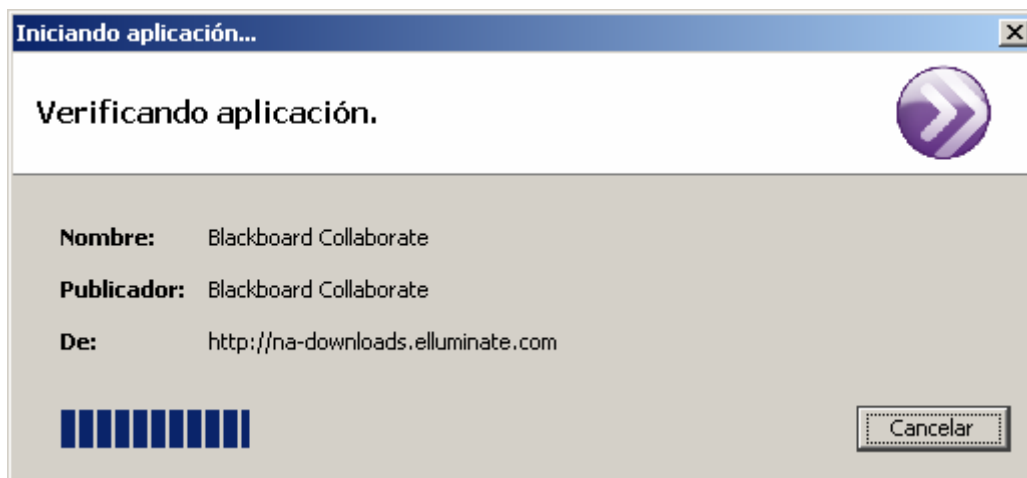 Iniciando aplicación...
Verificando aplicación.
Nombre: Blackboard Collaborate
Publicador: Blackboard Collaborate
De: http://na-downloads.elluminate.com
Cancelar